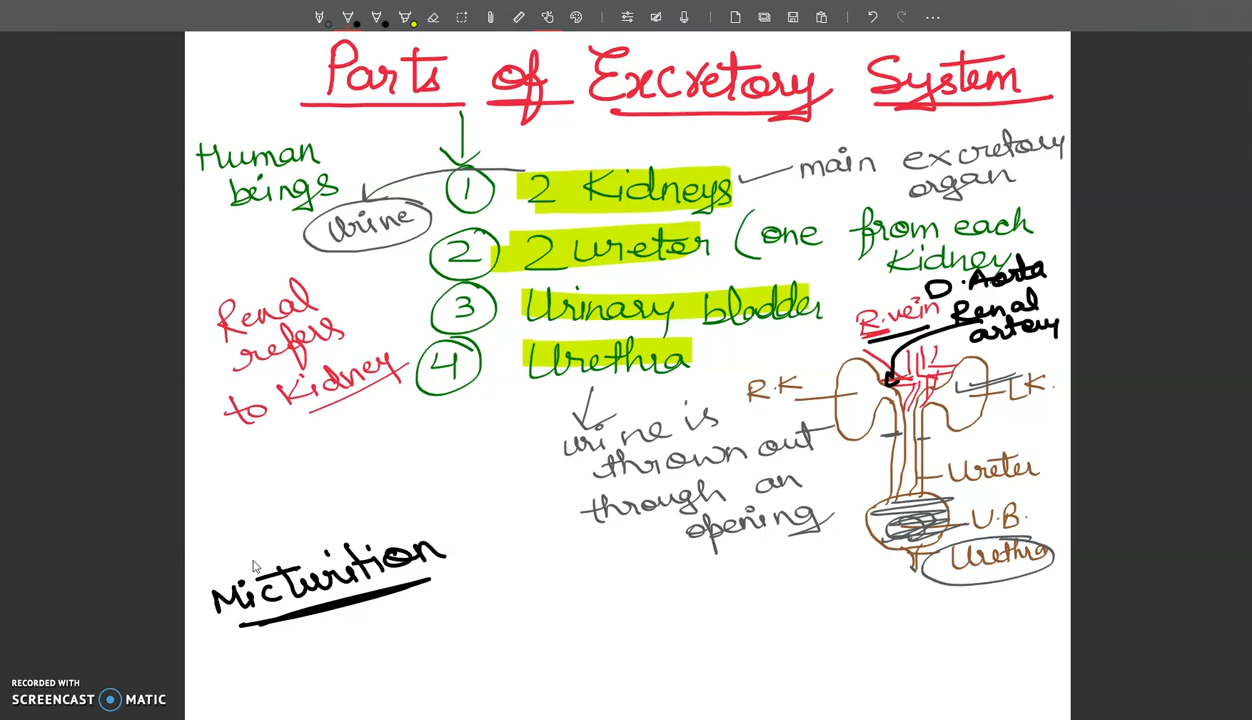 Parts of Excretory System
Human
beings
① 2 Kidneys
main excretory
organ
Urine
② 2 ureter (one from each
Kidney
③ Urinary bladder
④ Urethra
Renal
refers
to Kidney
D. Aorta
R. vein
Renal
artery
R.K
L K.
urine is
thrown out
through an
opening
Ureter
U.B.
Urethra
Micturition
RECORDED WITH
SCREENCAST MATIC